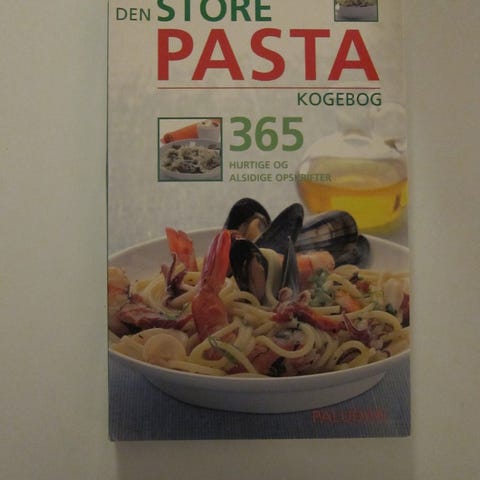 DEN STORE
PASTA
KOGEBOG
365
HURTIGE OG
ALSIDIGE OPSKRIFTER